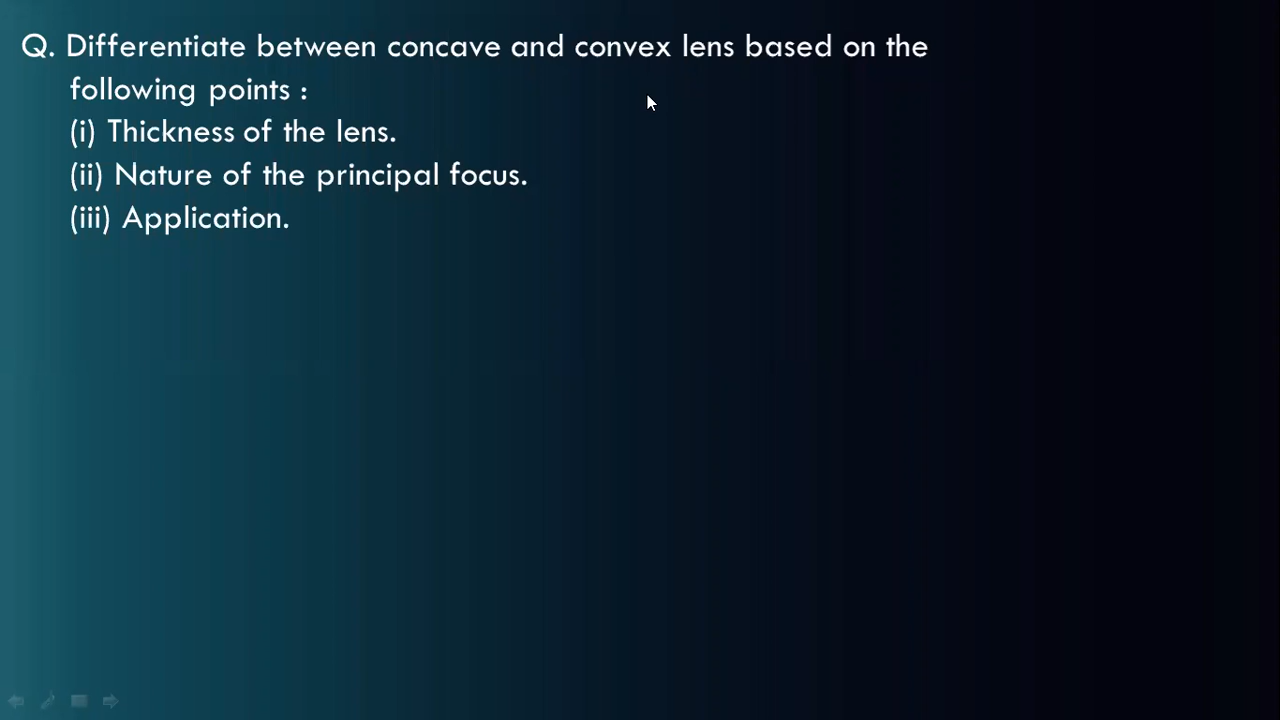 Q. Differentiate between concave and convex lens based on the
following points :
(i) Thickness of the lens.
(ii) Nature of the principal focus.
(iii) Application.